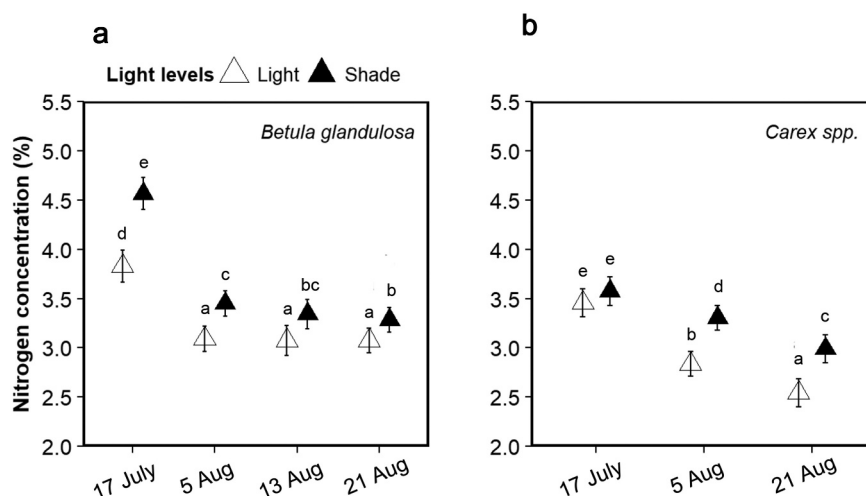 a
b
Light levels Light Shade
Nitrogen concentration (%)
5.5
5.0
4.5
4.0
3.5
3.0
2.5
2.0
Betula glandulosa
d
e
a
c
a
bc
a
b
17 July
5 Aug
13 Aug
21 Aug
5.5
5.0
4.5
4.0
3.5
3.0
2.5
2.0
Carex spp.
e
e
b
d
a
c
17 July
5 Aug
21 Aug